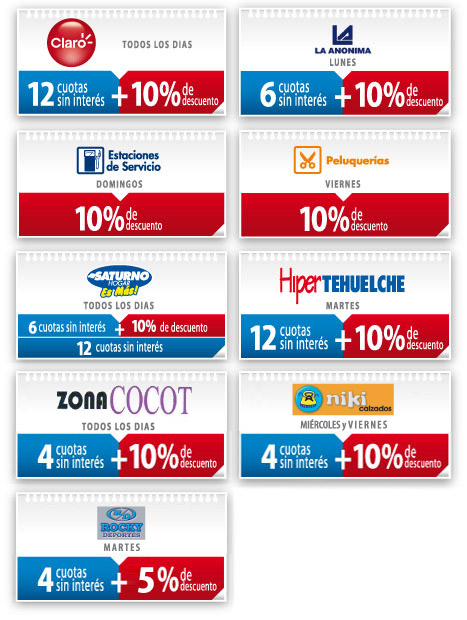 Claro
TODOS LOS DIAS
12 cuotas sin interés + 10% de descuento
LA ANONIMA
LUNES
6 cuotas sin interés + 10% de descuento
Estaciones
de Servicio
DOMINGOS
10% de descuento
Peluquerías
VIERNES
10% de descuento
SATURNO
HOGAR
Es Más!
TODOS LOS DIAS
6 cuotas sin interés + 10% de descuento
12 cuotas sin interés
HiperTEHUELCHE
MARTES
12 cuotas sin interés + 10% de descuento
ZONA COCOT
TODOS LOS DIAS
4 cuotas sin interés + 10% de descuento
niki
calzados
MIÉRCOLES y VIERNES
4 cuotas sin interés + 10% de descuento
ROCKY
DEPORTES
MARTES
4 cuotas sin interés + 5% de descuento